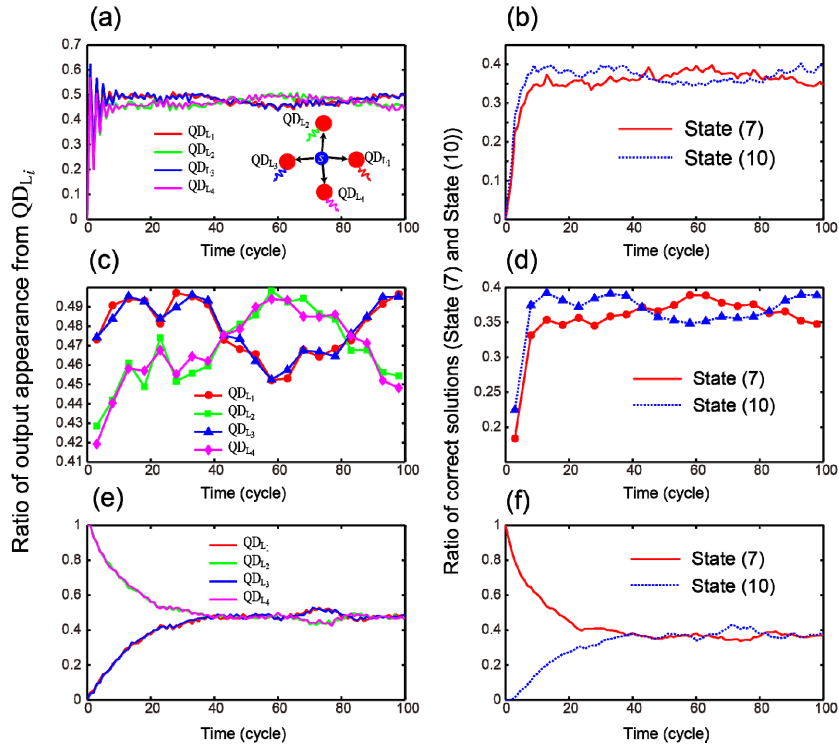 (a)
0.7
0.6
0.5
0.4
0.3
0.2
0.1
0
0 20 40 60 80 100
Time (cycle)
QDL1
QDL2
QDL3
QDL4
QDL2
QDL3
S
QDL1
QDL4
(b)
0.4
0.3
0.2
0.1
0
0 20 40 60 80 100
Time (cycle)
State (7)
State (10)
Ratio of output appearance from QDLi
Ratio of correct solutions (State (7) and State (10))
(c)
0.49
0.48
0.47
0.46
0.45
0.44
0.43
0.42
0.41
0 20 40 60 80 100
Time (cycle)
QDL1
QDL2
QDL3
QDL4
(d)
0.4
0.35
0.3
0.25
0.2
0 20 40 60 80 100
Time (cycle)
State (7)
State (10)
(e)
1
0.8
0.6
0.4
0.2
0
0 20 40 60 80 100
Time (cycle)
QDL1
QDL2
QDL3
QDL4
(f)
1
0.8
0.6
0.4
0.2
0
0 20 40 60 80 100
Time (cycle)
State (7)
State (10)